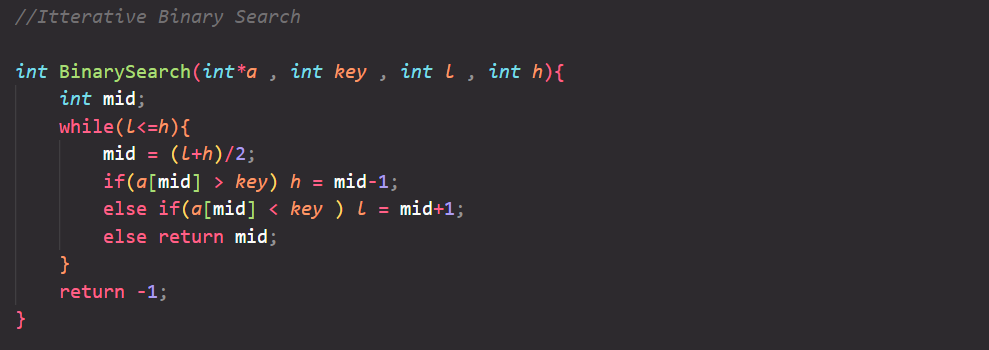 //Itterative Binary Search
int BinarySearch(int*a , int key , int l , int h){
int mid;
while(l<=h){
mid = (l+h)/2;
if(a[mid] > key) h = mid-1;
else if(a[mid] < key ) l = mid+1;
else return mid;
}
return -1;
}